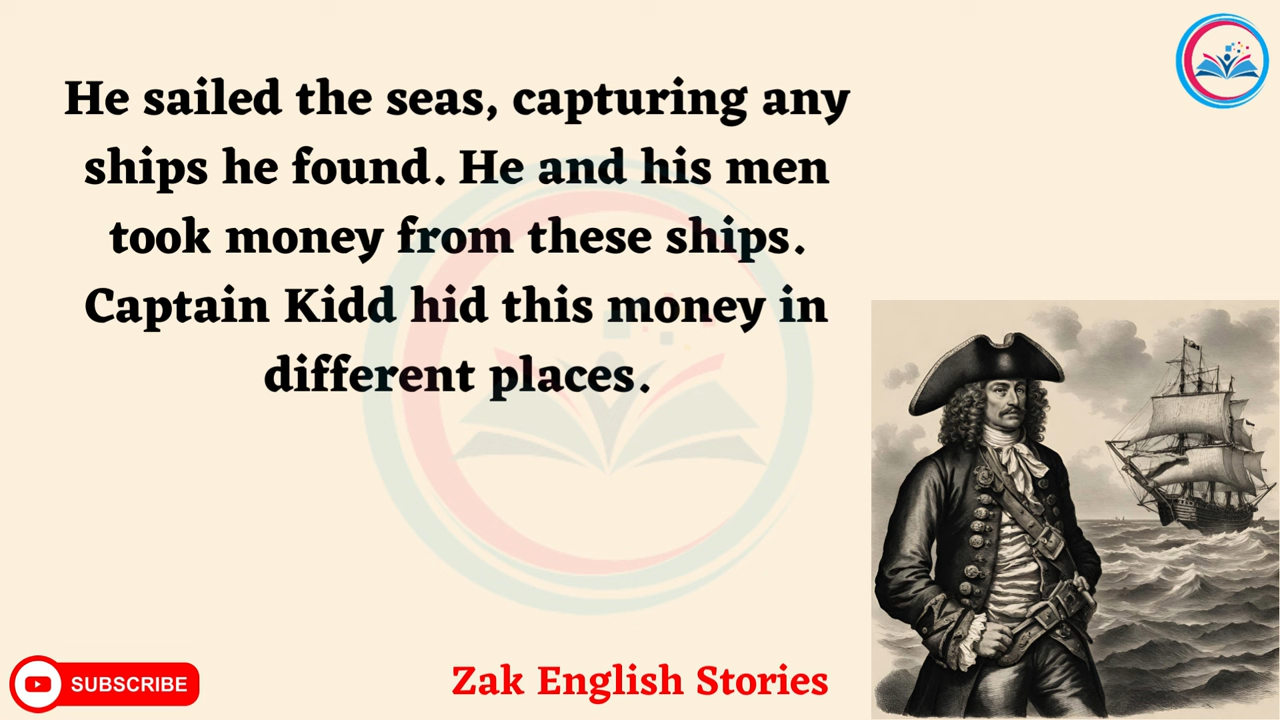 He sailed the seas, capturing any
ships he found. He and his men
took money from these ships.
Captain Kidd hid this money in
different places.
SUBSCRIBE
Zak English Stories